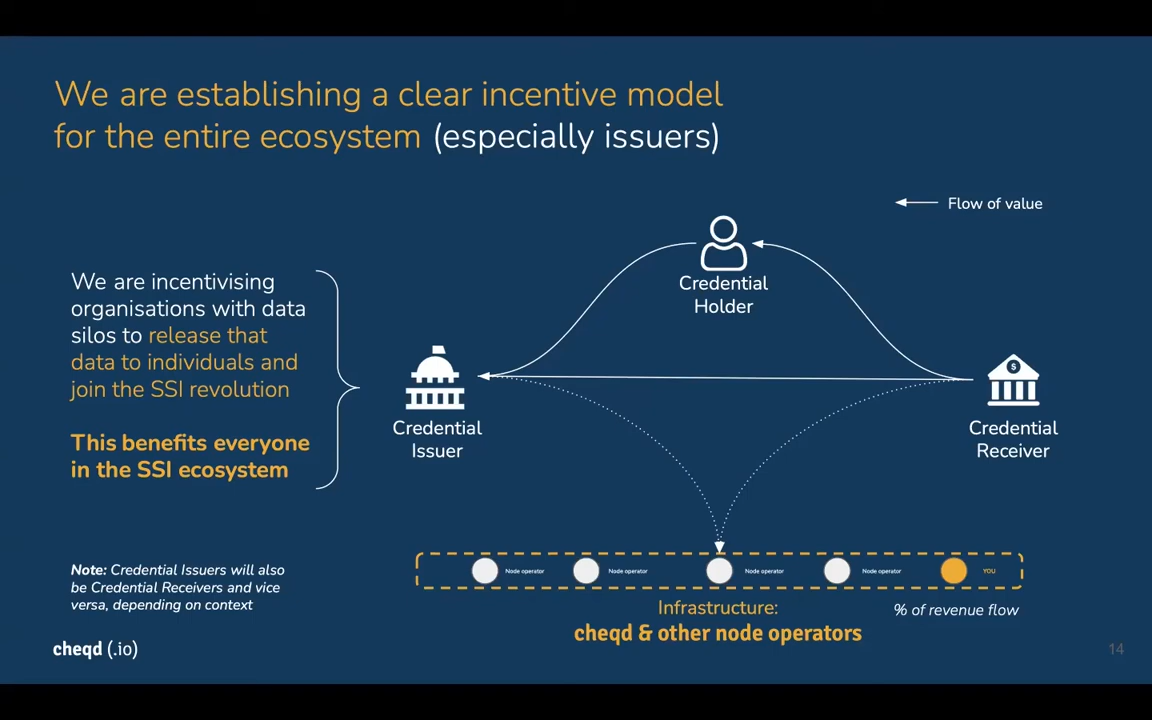 We are establishing a clear incentive model
for the entire ecosystem (especially issuers)
Flow of value
Credential
Holder
We are incentivising
organisations with data
silos to release that
data to individuals and
join the SSI revolution
This benefits everyone
in the SSI ecosystem
$
Credential
Issuer
Credential
Receiver
Note: Credential Issuers will also
be Credential Receivers and vice
versa, depending on context
Node operator
Node operator
Node operator
Node operator
YOU
Infrastructure:
cheqd & other node operators
% of revenue flow
cheqd (.io)
14